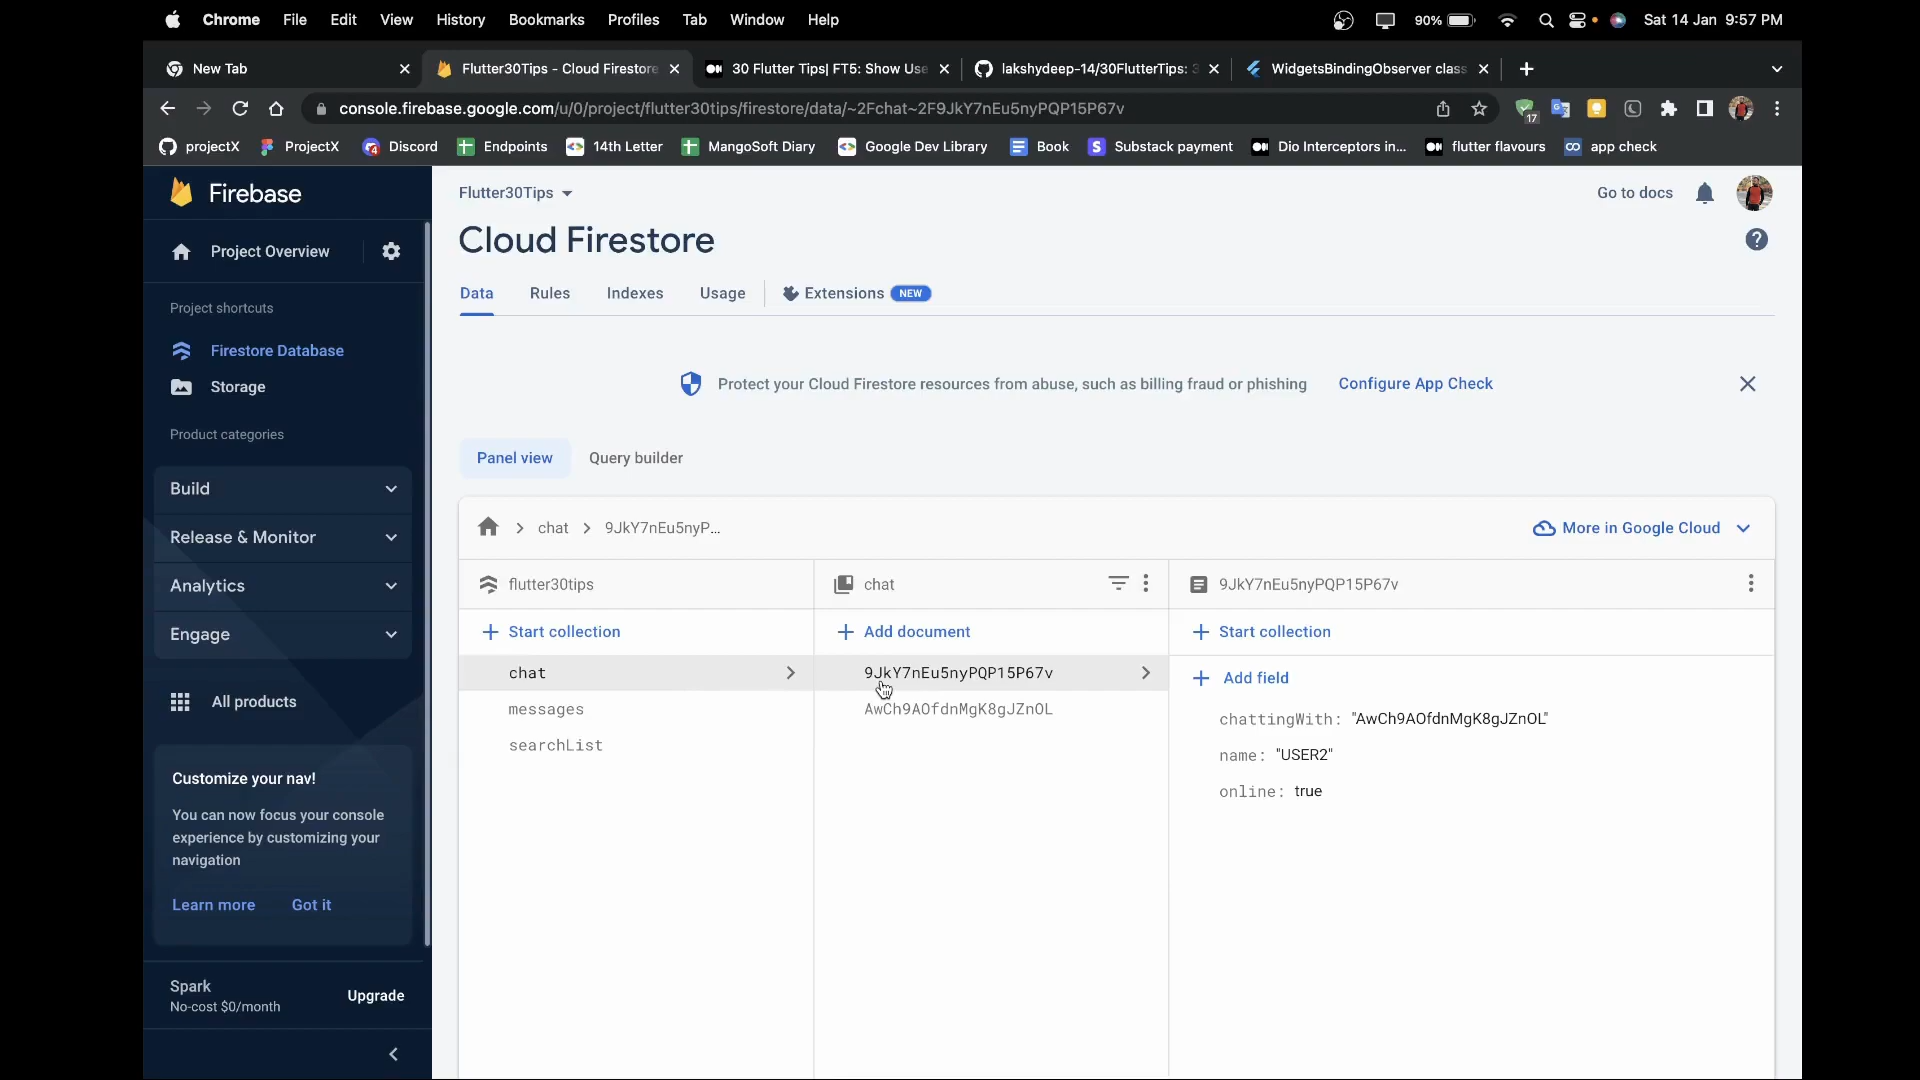 Chrome File Edit View History Bookmarks Profiles Tab Window Help 90% Sat 14 Jan 9:57 PM
New Tab Flutter30Tips - Cloud Firestore 30 Flutter Tips| FT5: Show Use lakshydeep-14/30FlutterTips: WidgetsBindingObserver class
console.firebase.google.com/u/0/project/flutter30tips/firestore/data/~2Fchat~2F9JkY7nEu5nyPQP15P67v 17
projectX ProjectX Discord Endpoints 14th Letter MangoSoft Diary Google Dev Library Book Substack payment Dio Interceptors in... flutter flavours app check
Firebase
Project Overview
Project shortcuts
Firestore Database
Storage
Product categories
Build
Release & Monitor
Analytics
Engage
All products
Customize your nav!
You can now focus your console
experience by customizing your
navigation
Learn more Got it
Spark
No-cost $0/month
Upgrade
Flutter30Tips
Go to docs
Cloud Firestore
Data Rules Indexes Usage Extensions NEW
Protect your Cloud Firestore resources from abuse, such as billing fraud or phishing Configure App Check
Panel view Query builder
chat 9JkY7nEu5nyP... More in Google Cloud
flutter30tips
Start collection
chat
messages
searchList
chat
Add document
9JkY7nEu5nyPQP15P67v
AwCh9AOfdnMgK8gJZnOL
9JkY7nEu5nyPQP15P67v
Start collection
Add field
chattingWith: "AwCh9AOfdnMgK8gJZnOL"
name: "USER2"
online: true